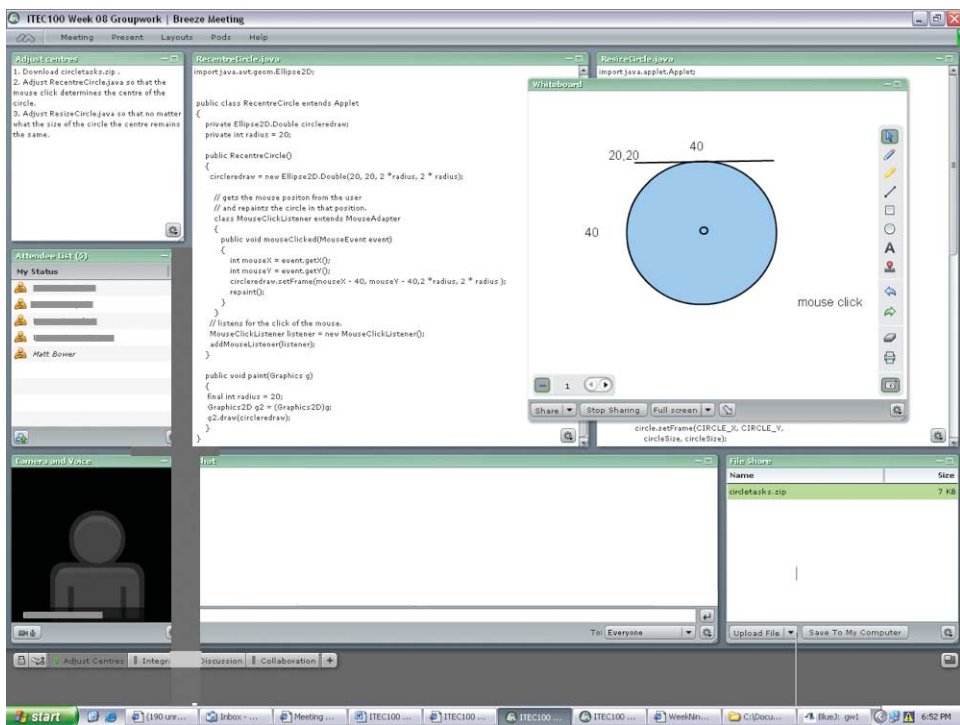 ITEC100 Week 08 Groupwork | Breeze Meeting
Meeting Present Layouts Pods Help
Adjust centres
1. Download circletasks.zip .
2. Adjust RecentreCircle.java so that the
mouse click determines the centre of the
circle.
3. Adjust ResizeCircle.java so that no matter
what the size of the circle the centre remains
the same.
Attendee List (5)
My Status
Matt Bower
RecentreCircle.java
import java.awt.geom.Ellipse2D;
public class RecentreCircle extends Applet
{
private Ellipse2D.Double circleredraw;
private int radius = 20;
public RecentreCircle()
{
circleredraw = new Ellipse2D.Double(20, 20, 2 *radius, 2 * radius);
// gets the mouse positon from the user
// and repaints the circle in that position.
class MouseClickListener extends MouseAdapter
{
public void mouseClicked(MouseEvent event)
{
int mouseX = event.getX();
int mouseY = event.getY();
circleredraw.setFrame(mouseX - 40, mouseY - 40,2 *radius, 2 * radius );
repaint();
}
}
// listens for the click of the mouse.
MouseClickListener listener = new MouseClickListener();
addMouseListener(listener);
}
public void paint(Graphics g)
{
final int radius = 20;
Graphics2D g2 = (Graphics2D)g;
g2.draw(circleredraw);
}
}
ResizeCircle.java
import java.applet.Applet;
Whiteboard
40
20,20
40
mouse click
A
1
Share Stop Sharing Full screen
circle.setFrame(CIRCLE_X, CIRCLE_Y,
circleSize, circleSize);
Camera and Voice
hat
To: Everyone
File Share
Name Size
circletasks.zip 7 KB
Upload File Save To My Computer
Adjust Centres Integra Discussion Collaboration +
start (190 unr... Inbox - ... Meeting ... ITEC100 ... ITEC100 ... ITEC100 ... ITEC100 ... WeekNin... C:\Docu... BlueJ: gw1 6:52 PM